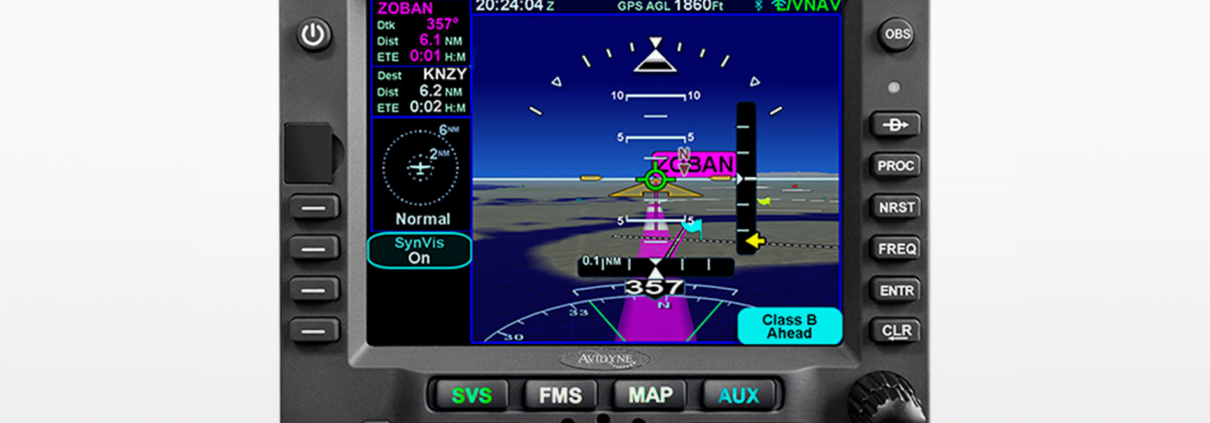 ZOBAN
Dtk 357°
Dist 6.1 NM
ETE 0:01 H:M
Dest KNZY
Dist 6.2 NM
ETE 0:02 H:M
6NM
2NM
Normal
SynVis
On
20:24:04 Z
GPS AGL 1860Ft
/VNAV
10 10
5 5
N
ZOBAN
5 5
0.1 NM
357
33 N
30
Class B
Ahead
AVIDYNE
SVS FMS MAP AUX
OBS
D
PROC
NRST
FREQ
ENTR
CLR